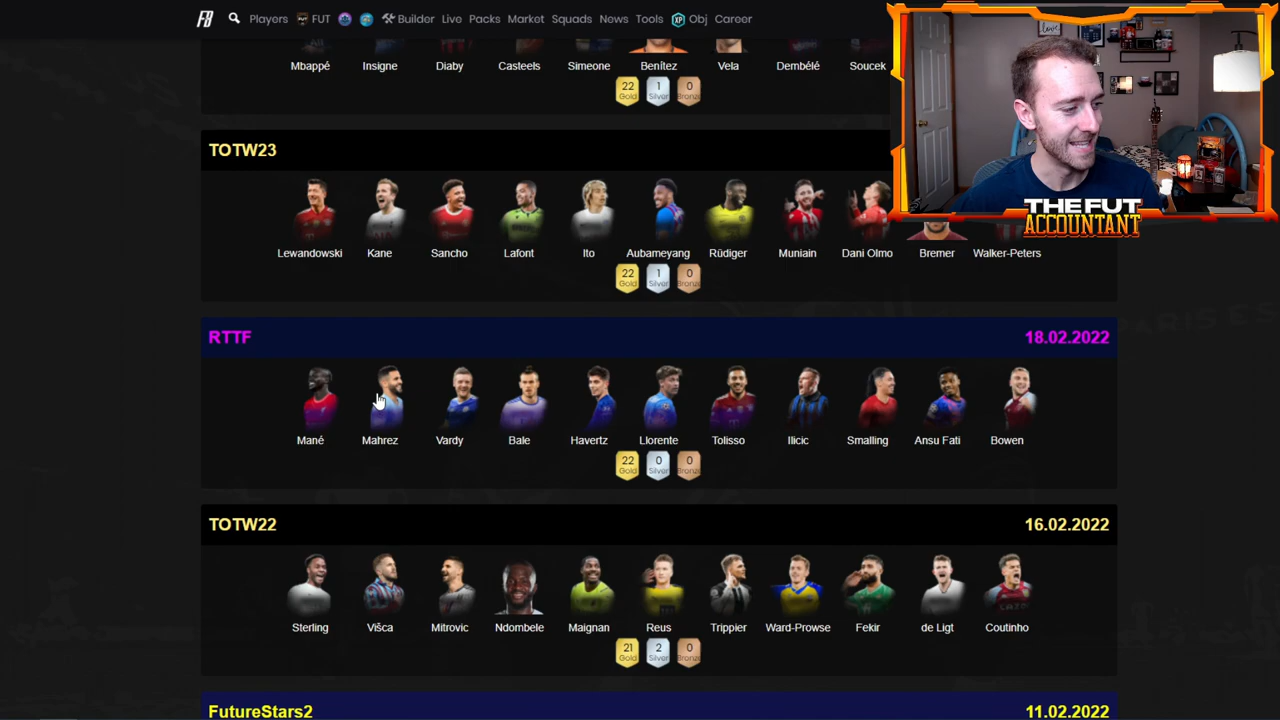 F8 Players FUT Builder Live Packs Market Squads News Tools XP Obj Career
Mbappé Insigne Diaby Casteels Simeone Benítez Vela Dembélé Soucek
22 1 0
Gold Silver Bronze
TOTW23
Lewandowski Kane Sancho Lafont Ito Aubameyang Rüdiger Muniain Dani Olmo Bremer Walker-Peters
22 1 0
Gold Silver Bronze
THE FUT
ACCOUNTANT
RTTF 18.02.2022
Mané Mahrez Vardy Bale Havertz Llorente Tolisso Ilicic Smalling Ansu Fati Bowen
22 0 0
Gold Silver Bronze
TOTW22 16.02.2022
Sterling Višca Mitrovic Ndombele Maignan Reus Trippier Ward-Prowse Fekir de Ligt Coutinho
21 2 0
Gold Silver Bronze
FutureStars2 11.02.2022